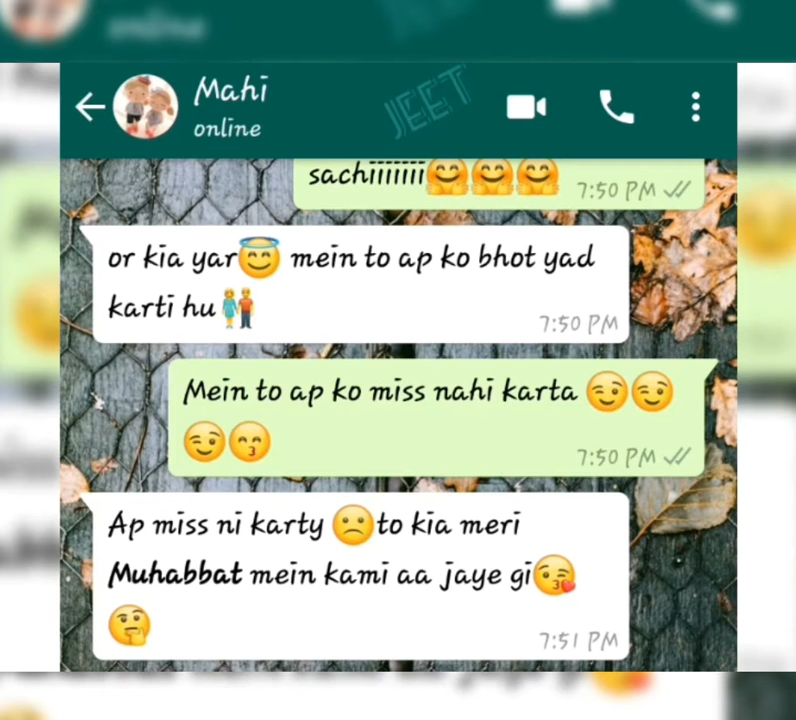 Mahi
online
JEET
sachiiiiiii🤗🤗🤗
7:50 PM
or kia yar😇 mein to ap ko bhot yad
karti hu👫
7:50 PM
Mein to ap ko miss nahi karta 😉😉
😉😙
7:50 PM
Ap miss ni karty 🙁to kia meri
Muhabbat mein kami aa jaye gi😘
🤔
7:51 PM